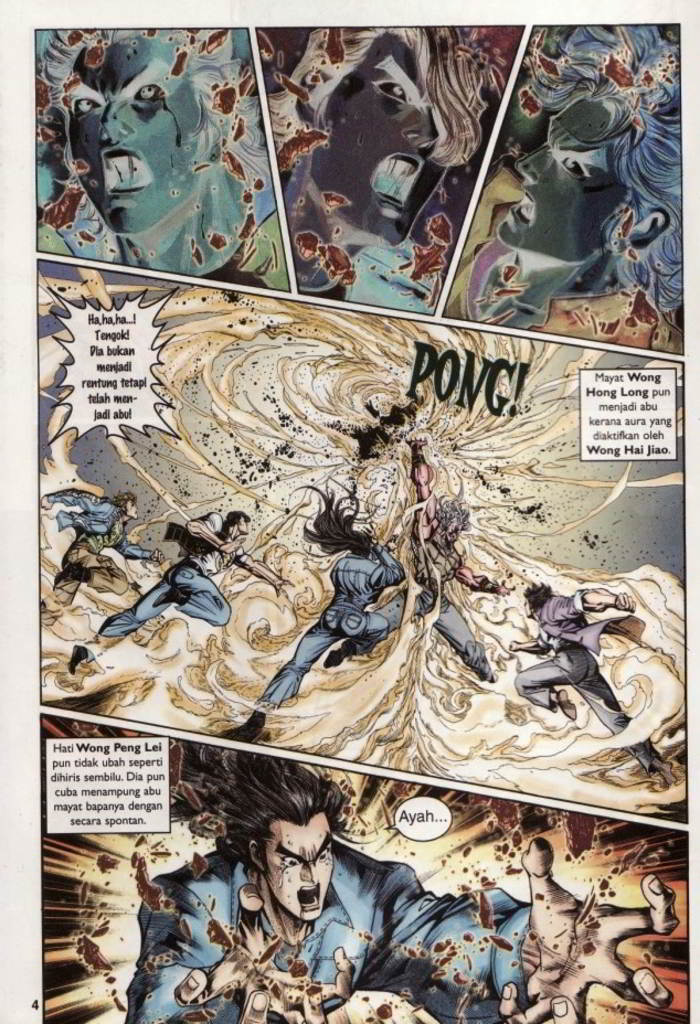 Ha,ha,ha...!
Tengok!
Dia bukan
menjadi
rentung tetapi
telah men-
jadi abu!
PONG!
Mayat Wong
Hong Long pun
menjadi abu
kerana aura yang
diaktifkan oleh
Wong Hai Jiao.
Hati Wong Peng Lei
pun tidak ubah seperti
dihiris sembilu. Dia pun
cuba menampung abu
mayat bapanya dengan
secara spontan.
Ayah...
4